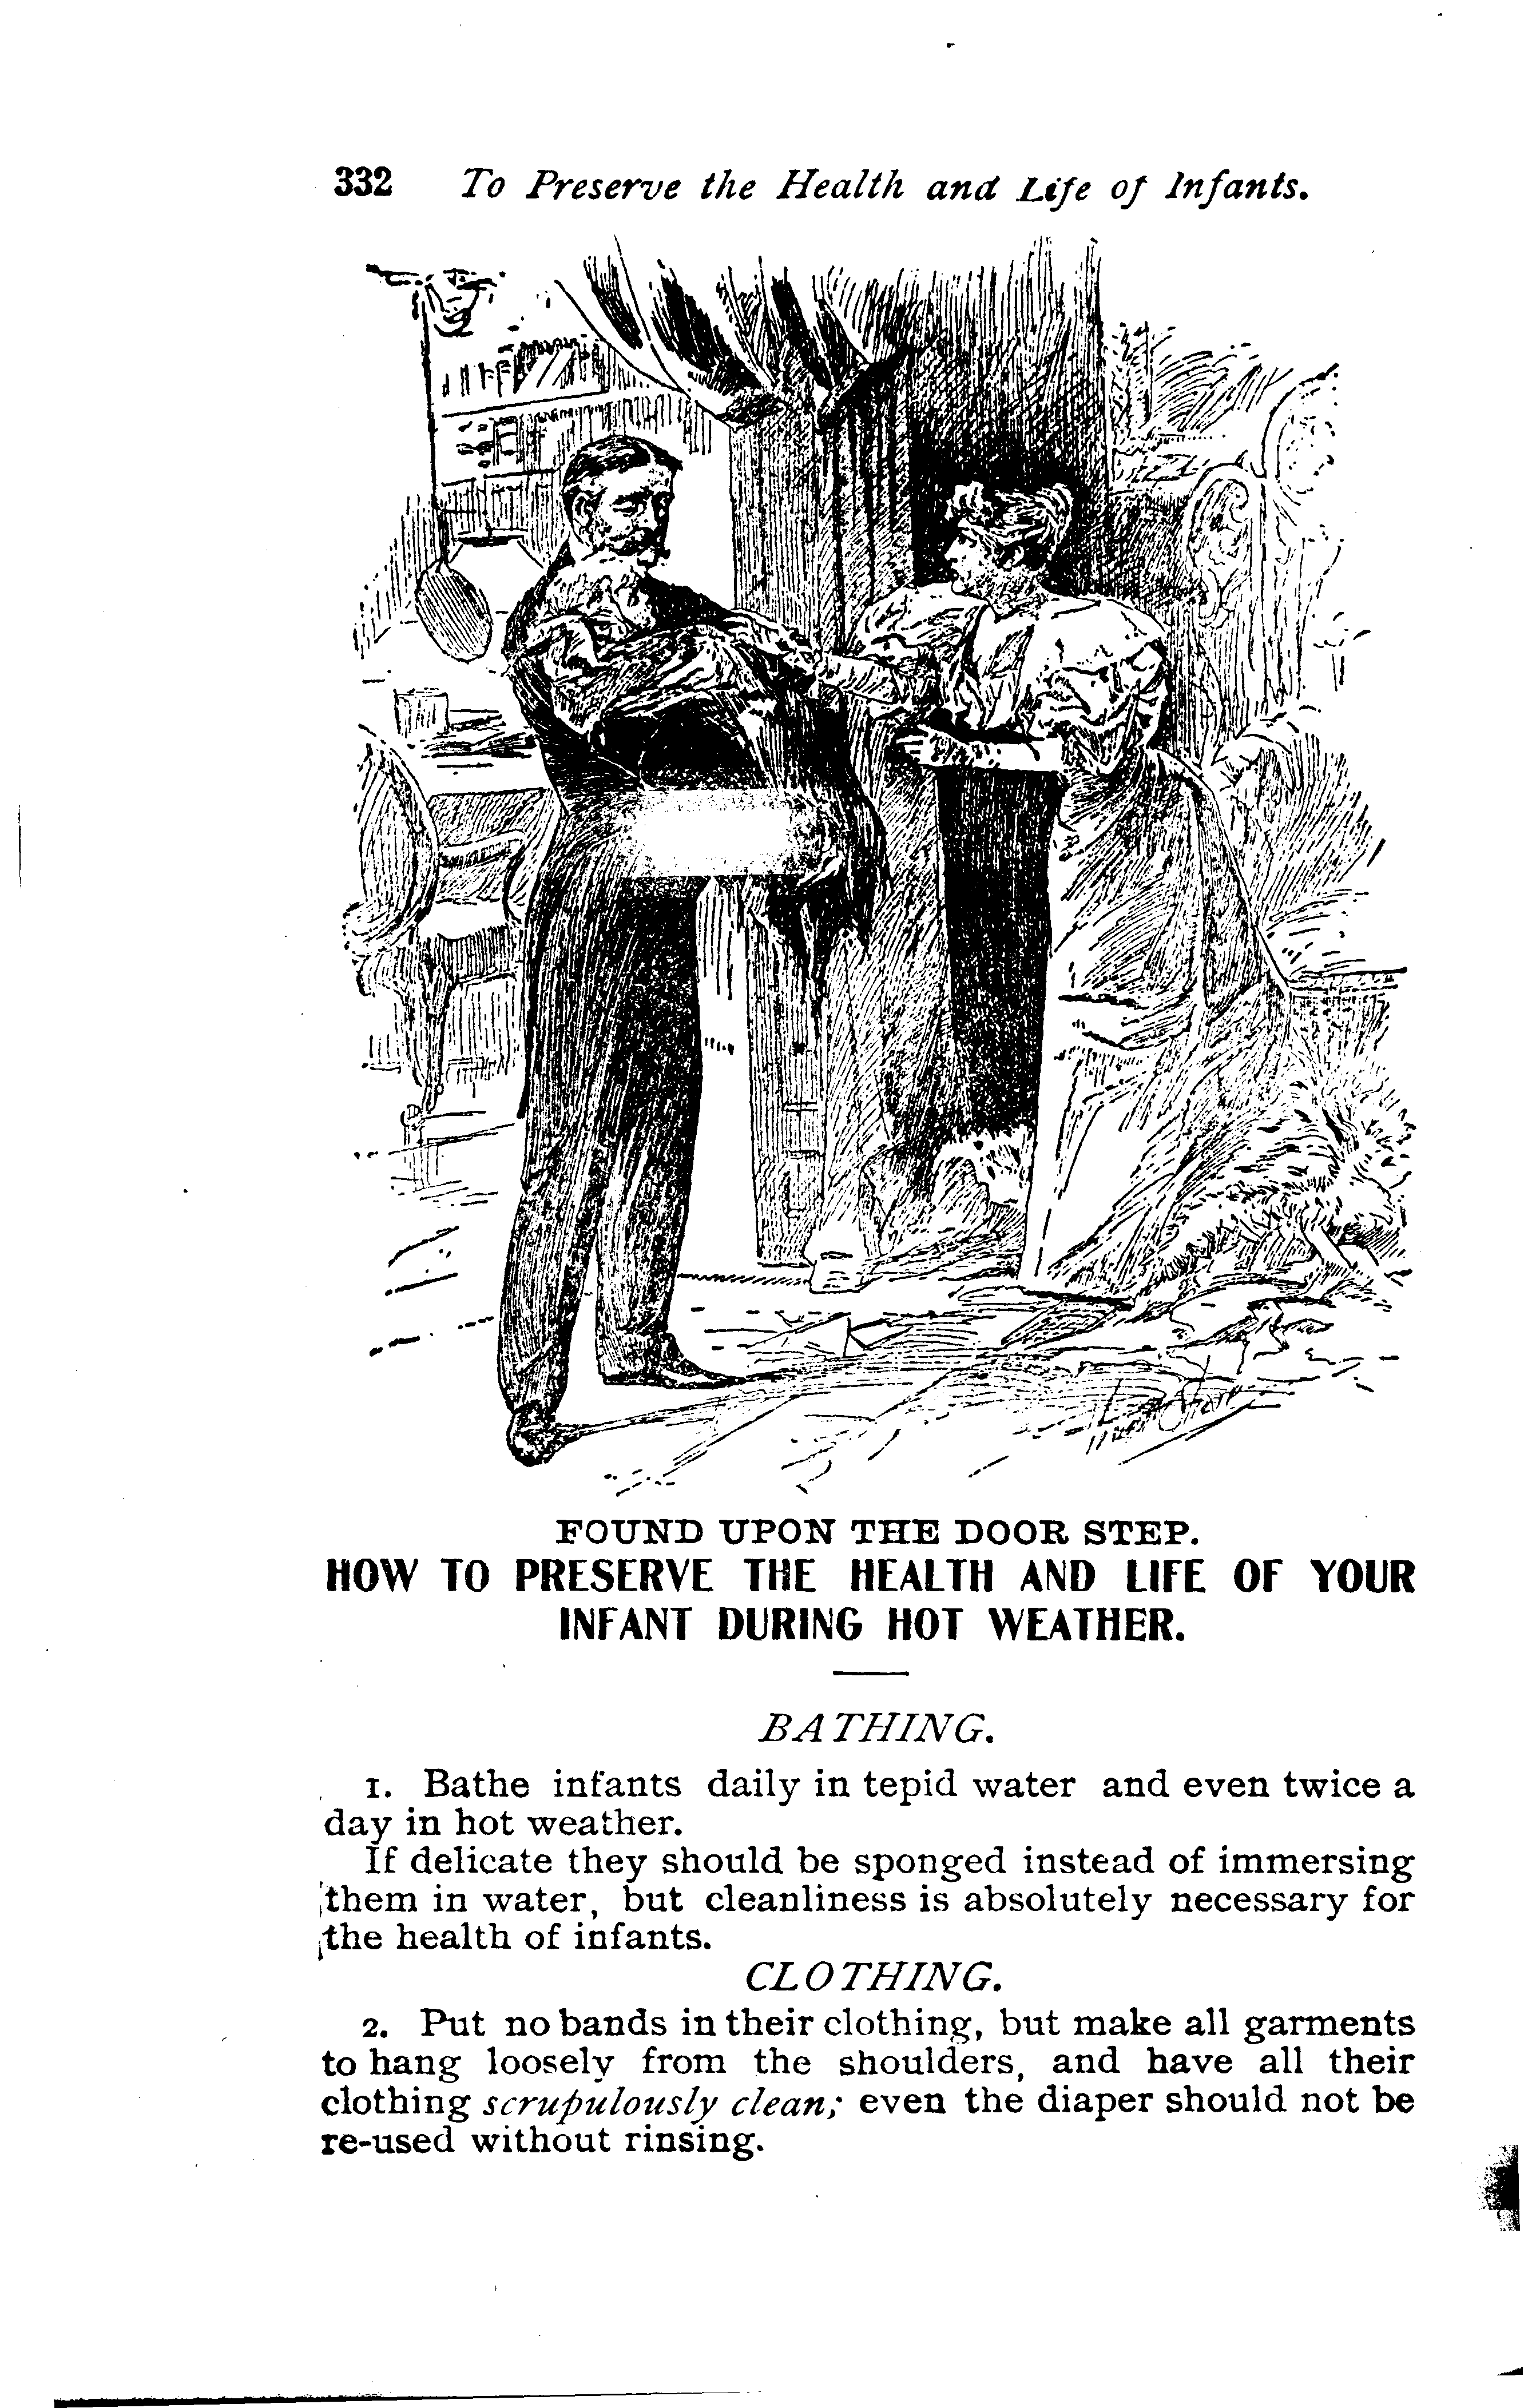 332 To Preserve the Health and Life of Infants.
FOUND UPON THE DOOR STEP.
HOW TO PRESERVE THE HEALTH AND LIFE OF YOUR
INFANT DURING HOT WEATHER.
BATHING.
1. Bathe infants daily in tepid water and even twice a
day in hot weather.
If delicate they should be sponged instead of immersing
them in water, but cleanliness is absolutely necessary for
the health of infants.
CLOTHING.
2. Put no bands in their clothing, but make all garments
to hang loosely from the shoulders, and have all their
clothing scrupulously clean; even the diaper should not be
re-used without rinsing.